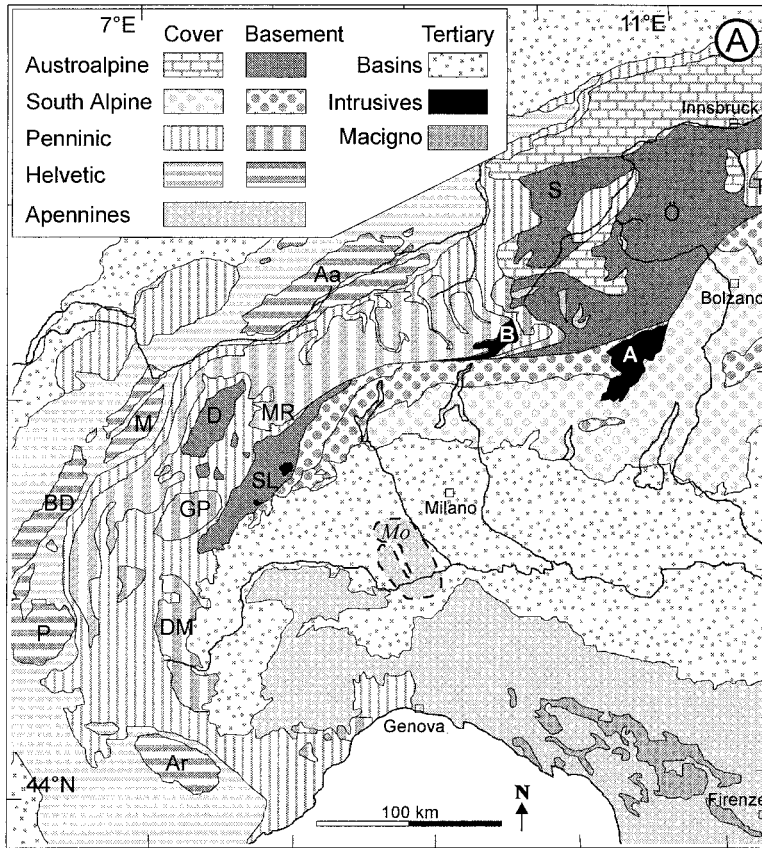 7°E
11°E
A
Cover Basement Tertiary
Austroalpine Basins
South Alpine Intrusives
Penninic Macigno
Helvetic
Apennines
Innsbruck
S
Ö
Aa
Bolzano
B
A
M
D
MR
SL
BD
GP
Milano
Mo
P
DM
Genova
Ar
44°N
Firenze
100 km
N